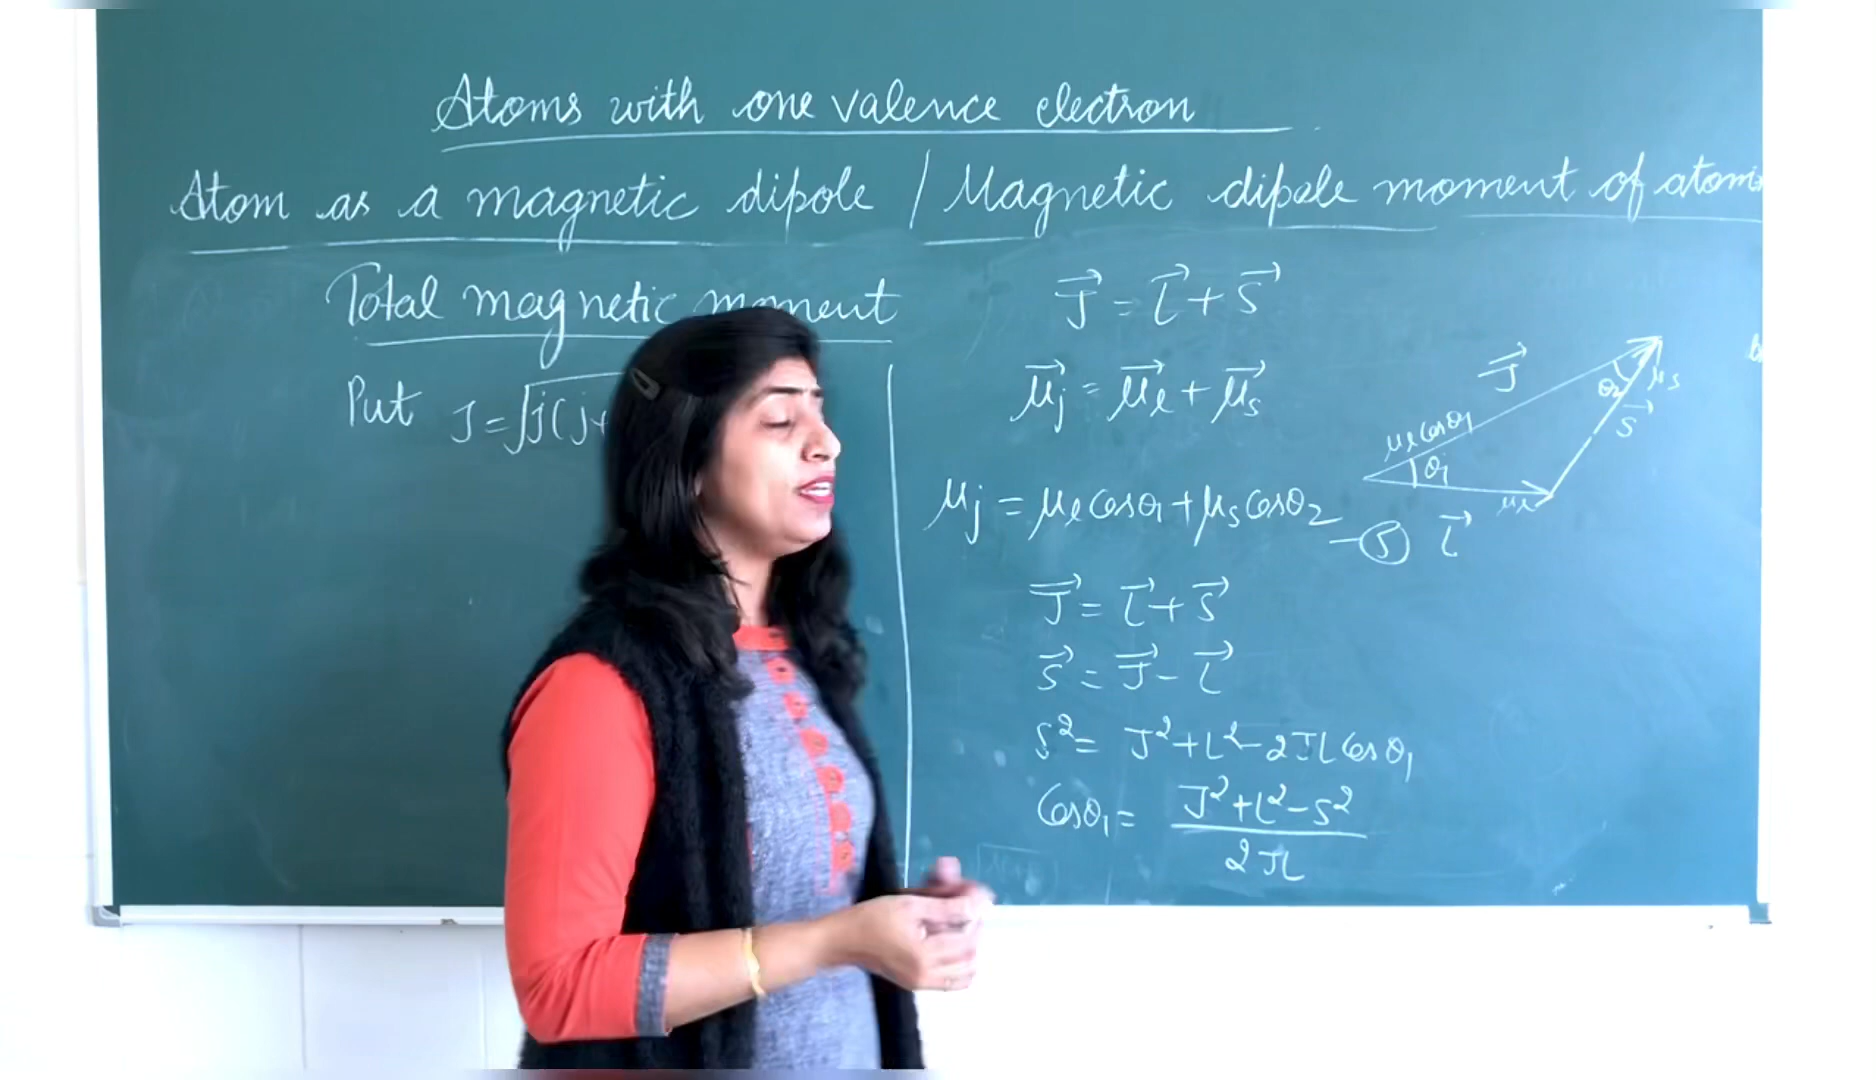 Atoms with one valence electron
Atom as a magnetic dipole / Magnetic dipole moment of atom
Total magnetic moment
Put J = √j(j+
J⃗ = L⃗ + S⃗
μ⃗j = μ⃗l + μ⃗s
μj = μl Cosθ1 + μs Cosθ2 — (5)
J⃗ = L⃗ + S⃗
S⃗ = J⃗ - L⃗
S² = J² + L² - 2JL Cosθ1
Cosθ1 = J² + L² - S² / 2JL
J⃗
μl cosθ1
θ1
θ2
μs
S⃗
μl
L⃗